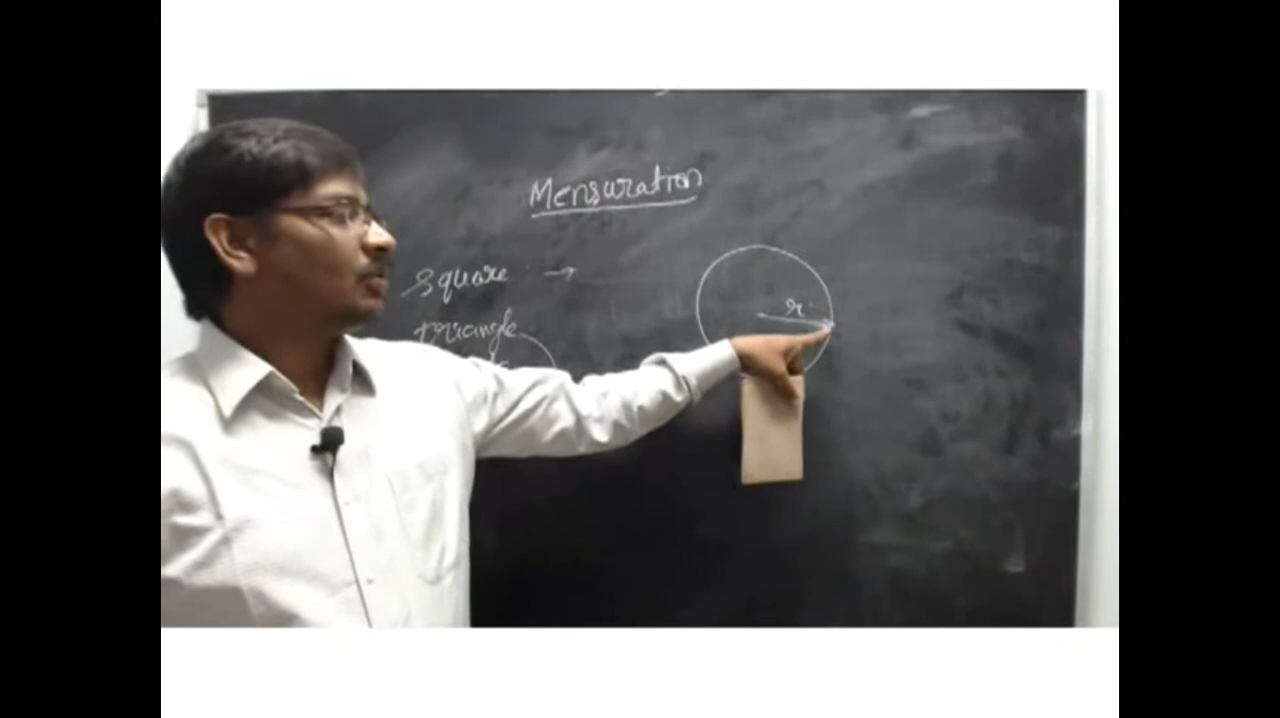 Mensuration
square →
triangle
r